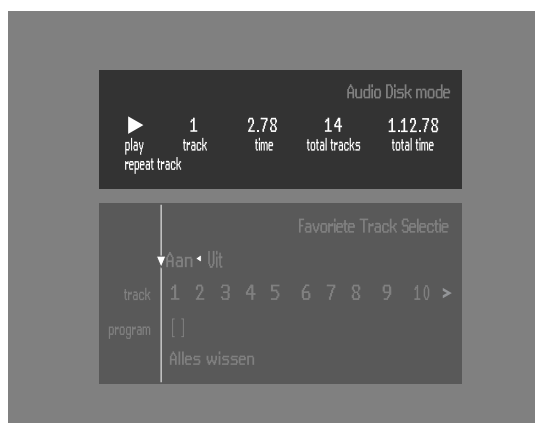 Audio Disk mode
1 2.78 14 1.12.78
play track time total tracks total time
repeat track
Favoriete Track Selectie
Aan Uit
track 1 2 3 4 5 6 7 8 9 10 >
program [ ]
Alles wissen